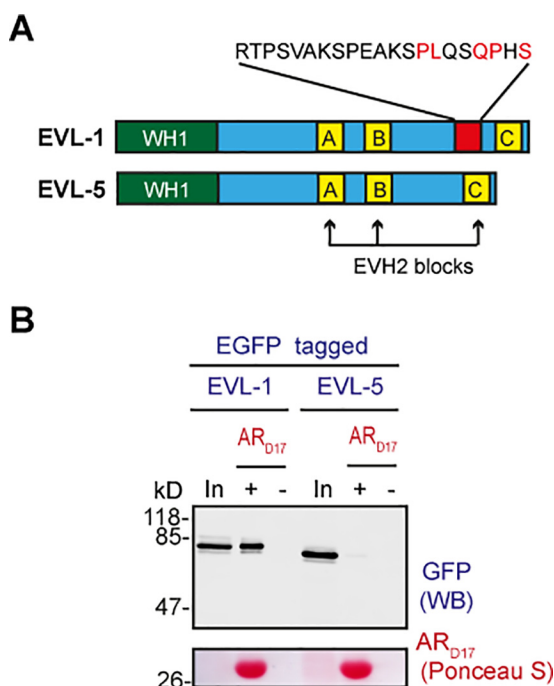 A
RTPSVAKSPEAKSPLQSQPHS
EVL-1 WH1 A B C
EVL-5 WH1 A B C
EVH2 blocks
B
EGFP tagged
EVL-1 EVL-5
ARD17 ARD17
kD In + - In + -
118-
85-
GFP
(WB)
47-
ARD17
(Ponceau S)
26-